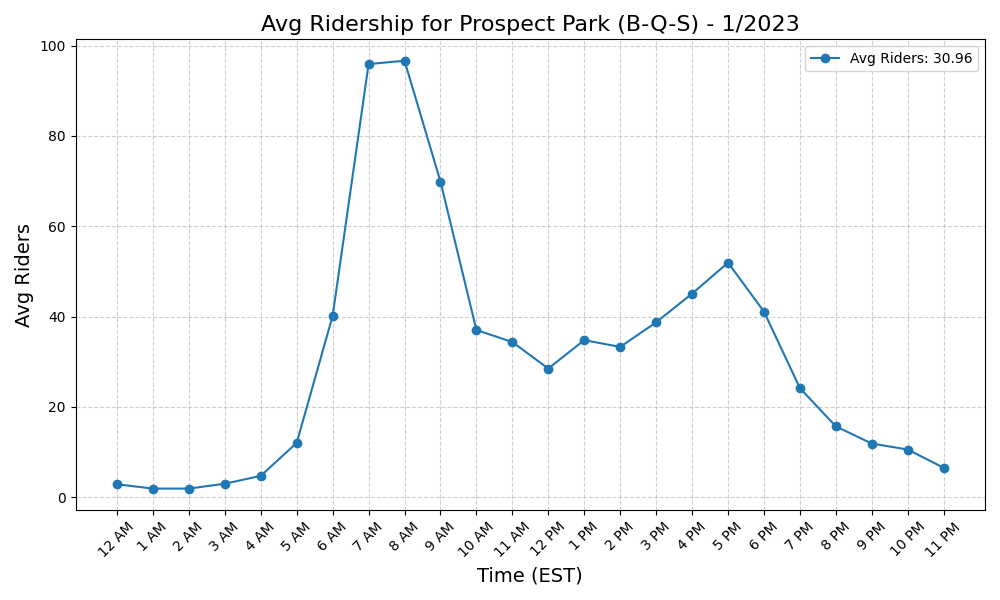 Avg Ridership for Prospect Park (B-Q-S) - 1/2023
Avg Riders: 30.96
100
80
60
40
20
0
Avg Riders
12 AM
1 AM
2 AM
3 AM
4 AM
5 AM
6 AM
7 AM
8 AM
9 AM
10 AM
11 AM
12 PM
1 PM
2 PM
3 PM
4 PM
5 PM
6 PM
7 PM
8 PM
9 PM
10 PM
11 PM
Time (EST)